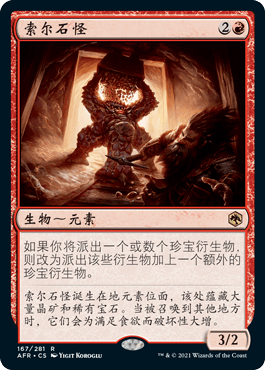 索尔石怪 2
生物～元素
如果你将派出一个或数个珍宝衍生物，
则改为派出该些衍生物加上一个额外的
珍宝衍生物。
索尔石怪诞生在地元素位面，该处蕴藏大
量晶矿和稀有宝石。当被召唤到其他地方
时，它们会为满足食欲而破坏性大增。
3/2
167/281 R
AFR • CS YIGIT KOROGLU
™ & © 2021 Wizards of the Coast